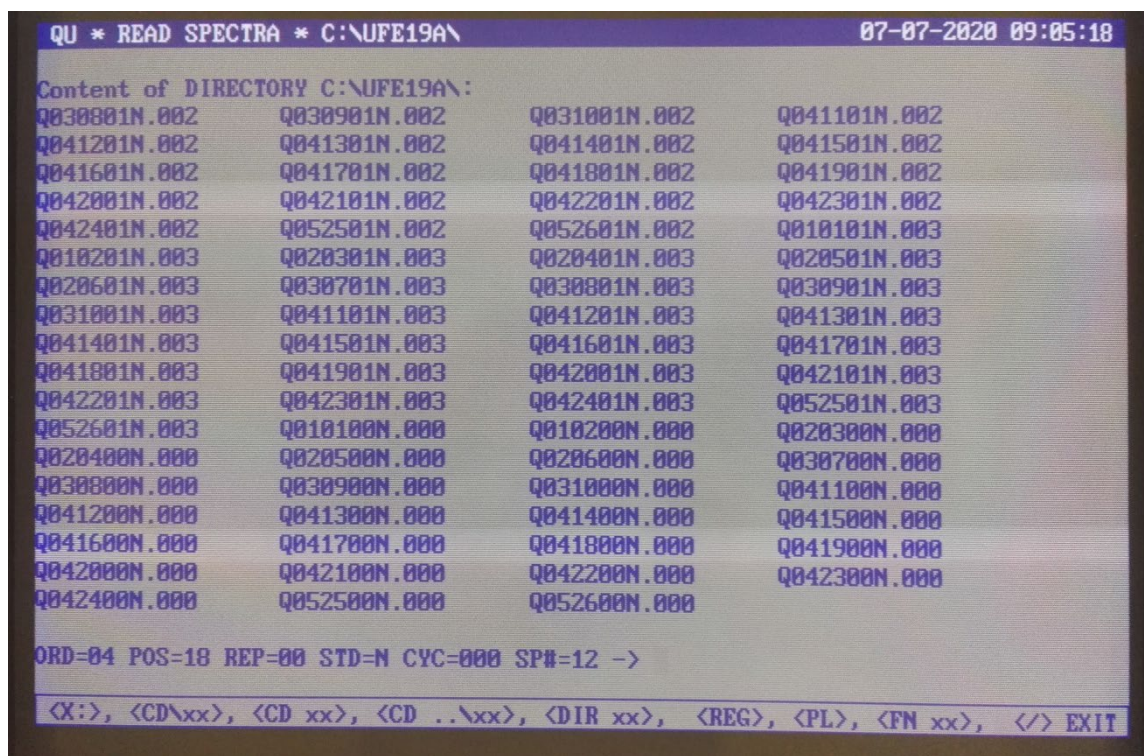 QU * READ SPECTRA * C:\UFE19A\ 07-07-2020 09:05:18
Content of DIRECTORY C:\UFE19A\:
Q030801N.002 Q030901N.002 Q031001N.002 Q041101N.002
Q041201N.002 Q041301N.002 Q041401N.002 Q041501N.002
Q041601N.002 Q041701N.002 Q041801N.002 Q041901N.002
Q042001N.002 Q042101N.002 Q042201N.002 Q042301N.002
Q042401N.002 Q052501N.002 Q052601N.002 Q010101N.003
Q010201N.003 Q020301N.003 Q020401N.003 Q020501N.003
Q020601N.003 Q030701N.003 Q030801N.003 Q030901N.003
Q031001N.003 Q041101N.003 Q041201N.003 Q041301N.003
Q041401N.003 Q041501N.003 Q041601N.003 Q041701N.003
Q041801N.003 Q041901N.003 Q042001N.003 Q042101N.003
Q042201N.003 Q042301N.003 Q042401N.003 Q052501N.003
Q052601N.003 Q010100N.000 Q010200N.000 Q020300N.000
Q020400N.000 Q020500N.000 Q020600N.000 Q030700N.000
Q030800N.000 Q030900N.000 Q031000N.000 Q041100N.000
Q041200N.000 Q041300N.000 Q041400N.000 Q041500N.000
Q041600N.000 Q041700N.000 Q041800N.000 Q041900N.000
Q042000N.000 Q042100N.000 Q042200N.000 Q042300N.000
Q042400N.000 Q052500N.000 Q052600N.000
ORD=04 POS=18 REP=00 STD=N CYC=000 SP#=12 ->
<X:>, <CD\xx>, <CD xx>, <CD ..\xx>, <DIR xx>, <REG>, <PL>, <FN xx>, </> EXIT